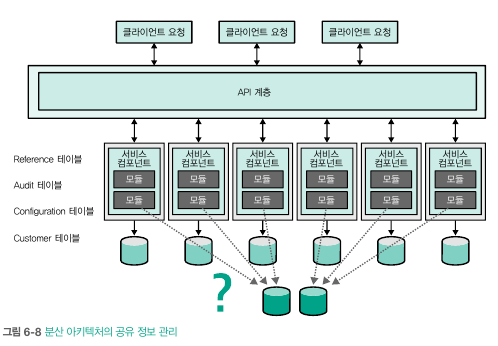 클라이언트 요청 클라이언트 요청 클라이언트 요청
API 계층
서비스 서비스 서비스 서비스 서비스 서비스
컴포넌트 컴포넌트 컴포넌트 컴포넌트 컴포넌트 컴포넌트
Reference 테이블
모듈 모듈 모듈 모듈 모듈 모듈
Audit 테이블
모듈 모듈 모듈 모듈 모듈 모듈
Configuration 테이블
Customer 테이블
?
그림 6-8 분산 아키텍처의 공유 정보 관리